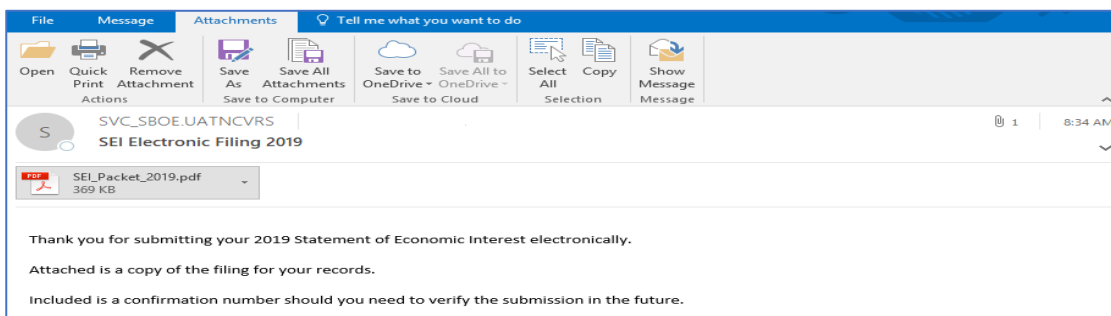 File Message Attachments Tell me what you want to do
Open Quick Print Remove Attachment Save As Save All Attachments Save to OneDrive Save All to OneDrive Select All Copy Show Message
Actions Save to Computer Save to Cloud Selection Message
S SVC_SBOE.UATNCVRS 1 8:34 AM
SEI Electronic Filing 2019
PDF SEI_Packet_2019.pdf
369 KB
Thank you for submitting your 2019 Statement of Economic Interest electronically.
Attached is a copy of the filing for your records.
Included is a confirmation number should you need to verify the submission in the future.